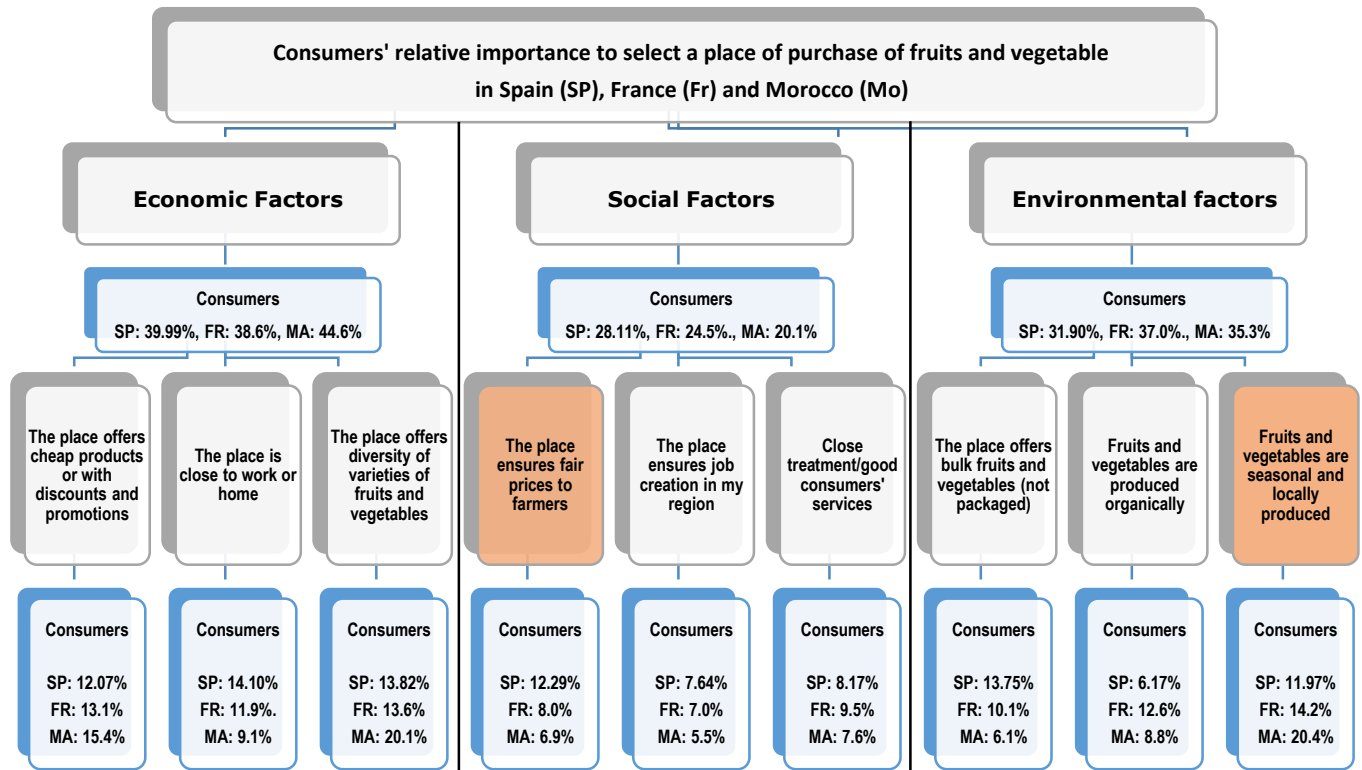 Consumers' relative importance to select a place of purchase of fruits and vegetable
in Spain (SP), France (Fr) and Morocco (Mo)
Economic Factors
Social Factors
Environmental factors
Consumers
SP: 39.99%, FR: 38.6%, MA: 44.6%
Consumers
SP: 28.11%, FR: 24.5%., MA: 20.1%
Consumers
SP: 31.90%, FR: 37.0%., MA: 35.3%
The place offers
cheap products
or with
discounts and
promotions
The place is
close to work or
home
The place offers
diversity of
varieties of
fruits and
vegetables
The place
ensures fair
prices to
farmers
The place
ensures job
creation in my
region
Close
treatment/good
consumers'
services
The place offers
bulk fruits and
vegetables (not
packaged)
Fruits and
vegetables are
produced
organically
Fruits and
vegetables are
seasonal and
locally
produced
Consumers
SP: 12.07%
FR: 13.1%
MA: 15.4%
Consumers
SP: 14.10%
FR: 11.9%.
MA: 9.1%
Consumers
SP: 13.82%
FR: 13.6%
MA: 20.1%
Consumers
SP: 12.29%
FR: 8.0%
MA: 6.9%
Consumers
SP: 7.64%
FR: 7.0%
MA: 5.5%
Consumers
SP: 8.17%
FR: 9.5%
MA: 7.6%
Consumers
SP: 13.75%
FR: 10.1%
MA: 6.1%
Consumers
SP: 6.17%
FR: 12.6%
MA: 8.8%
Consumers
SP: 11.97%
FR: 14.2%
MA: 20.4%